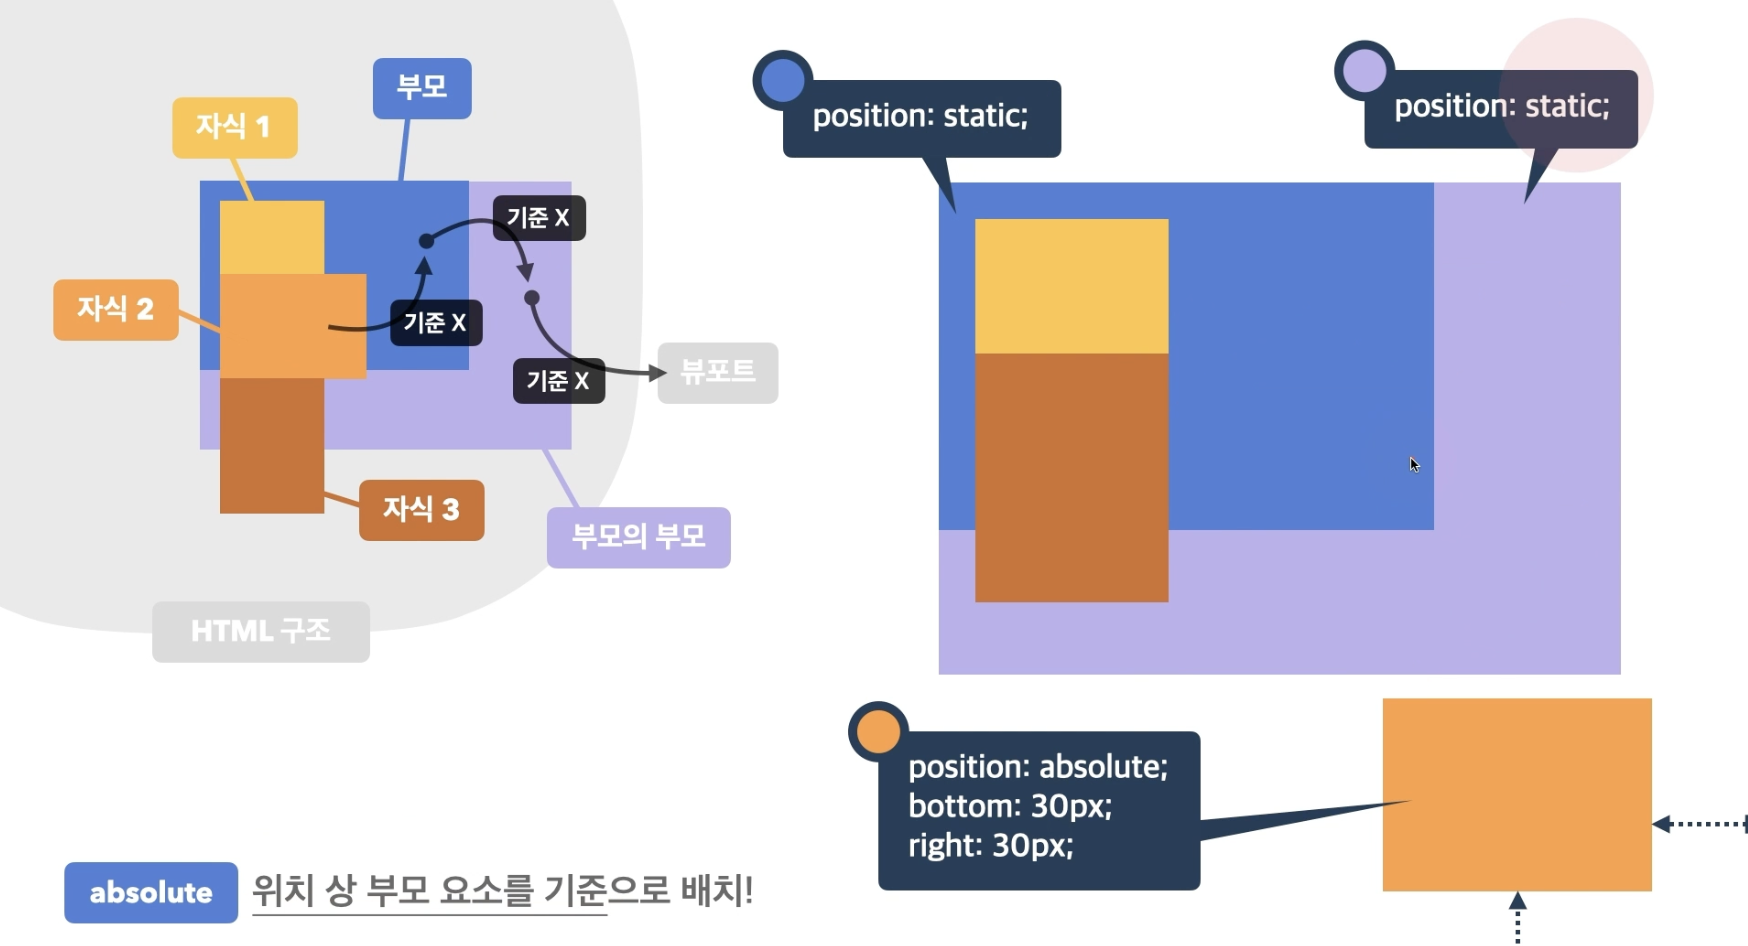 부모
자식 1
기준 X
자식 2
기준 X
기준 X
뷰포트
자식 3
부모의 부모
HTML 구조
position: static;
position: static;
position: absolute;
bottom: 30px;
right: 30px;
absolute 위치 상 부모 요소를 기준으로 배치!